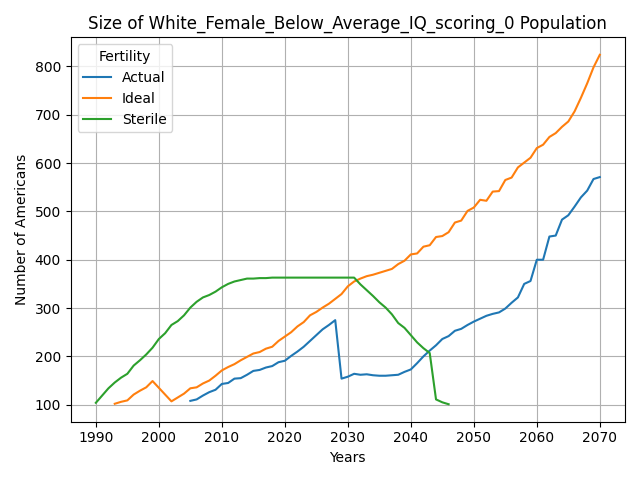 Size of White_Female_Below_Average_IQ_scoring_0 Population
Fertility
Actual
Ideal
Sterile
Number of Americans
800
700
600
500
400
300
200
100
1990 2000 2010 2020 2030 2040 2050 2060 2070
Years